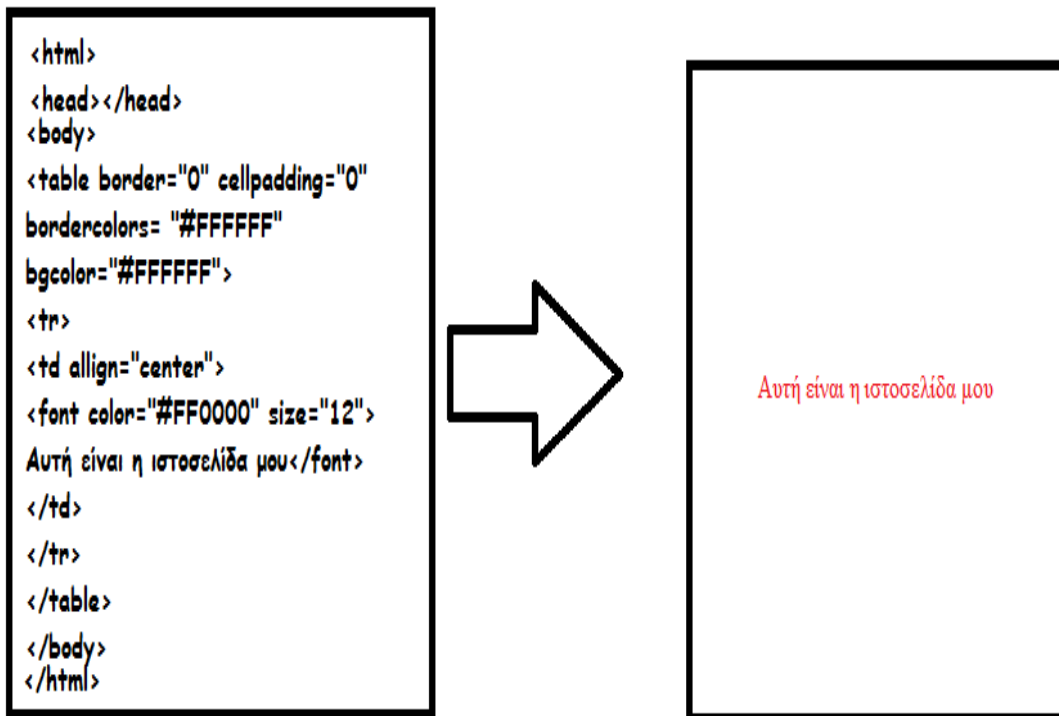 <html>
<head></head>
<body>
<table border="0" cellpadding="0"
bordercolors= "#FFFFFF"
bgcolor="#FFFFFF">
<tr>
<td allign="center">
<font color="#FF0000" size="12">
Αυτή είναι η ιστοσελίδα μου</font>
</td>
</tr>
</table>
</body>
</html>
Αυτή είναι η ιστοσελίδα μου